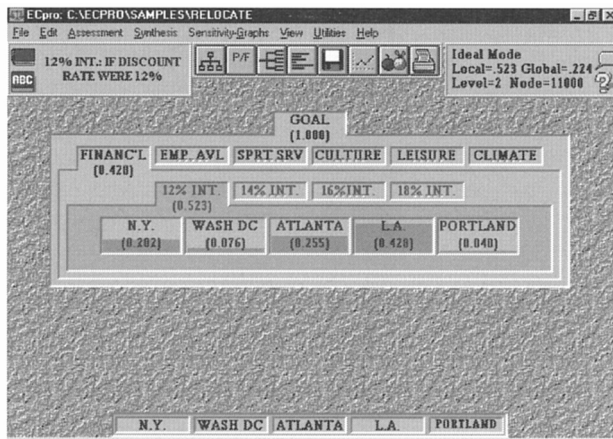 ECpro: C:\ECPRO\SAMPLES\RELOCATE
File Edit Assessment Synthesis Sensitivity-Graphs View Utilities Help
ABC
12% INT.: IF DISCOUNT
RATE WERE 12%
P/F
Ideal Mode
Local=.523 Global=.224
Level=2 Node=11000
?
GOAL
(1.000)
FINANC'L EMP. AVL SPRT SRV CULTURE LEISURE CLIMATE
(0.428)
12% INT. 14% INT. 16%INT. 18% INT.
(0.523)
N.Y. WASH DC ATLANTA L.A. PORTLAND
(0.202) (0.076) (0.255) (0.428) (0.040)
N.Y. WASH DC ATLANTA L.A. PORTLAND